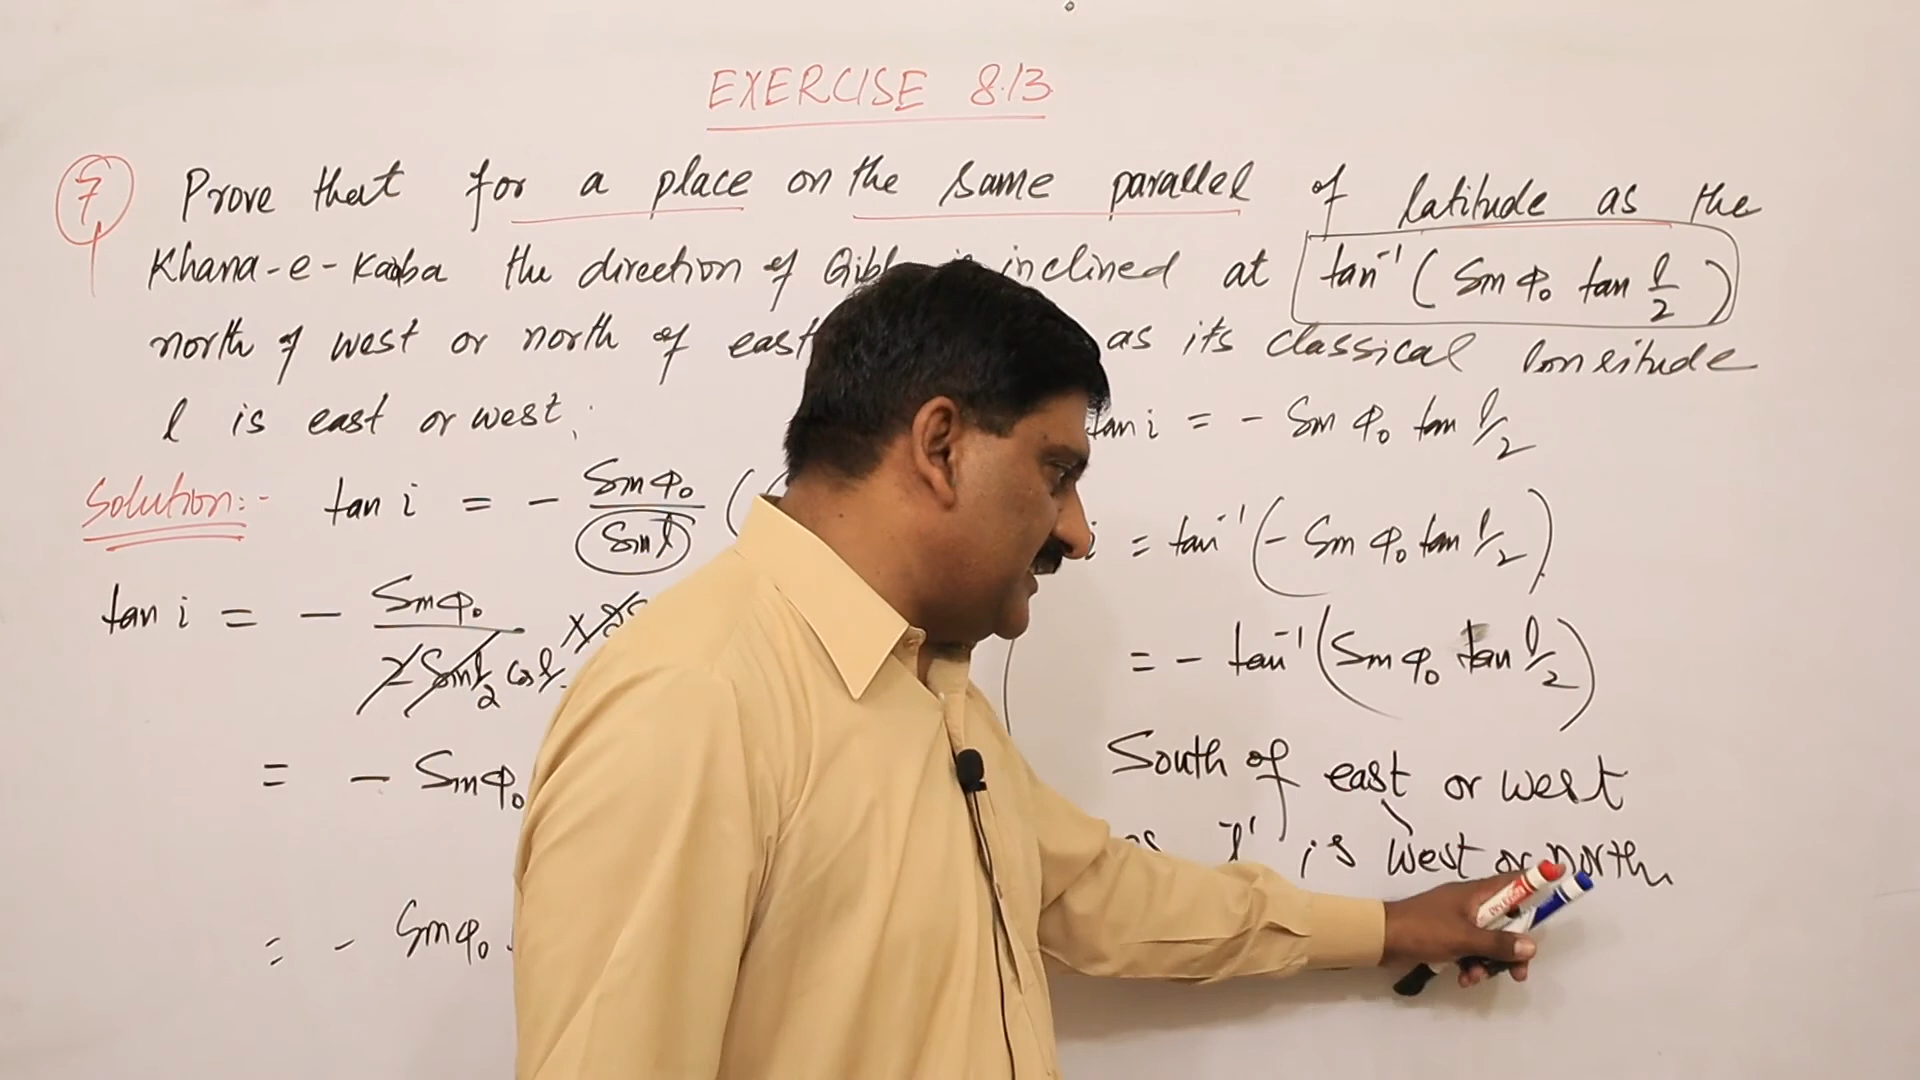 EXERCISE 8.13
7 Prove that for a place on the same parallel of latitude as the
Khana-e-Kaaba the direction of Qibl inclined at tan⁻¹ (Sin φ₀ tan l/2)
north of west or north of east as its classical longitude
l is east or west;
Solution:- tan i = - Sin φ₀ / Sin l (
tan i = - Sin φ₀ / 2 Sin l/2 cos l
= - Sin φ₀
= - Sin φ₀
tan i = - Sin φ₀ tan l/2
i = tan⁻¹ (- Sin φ₀ tan l/2)
= - tan⁻¹ (Sin φ₀ tan l/2)
South of east or west
as 'l' is west or north